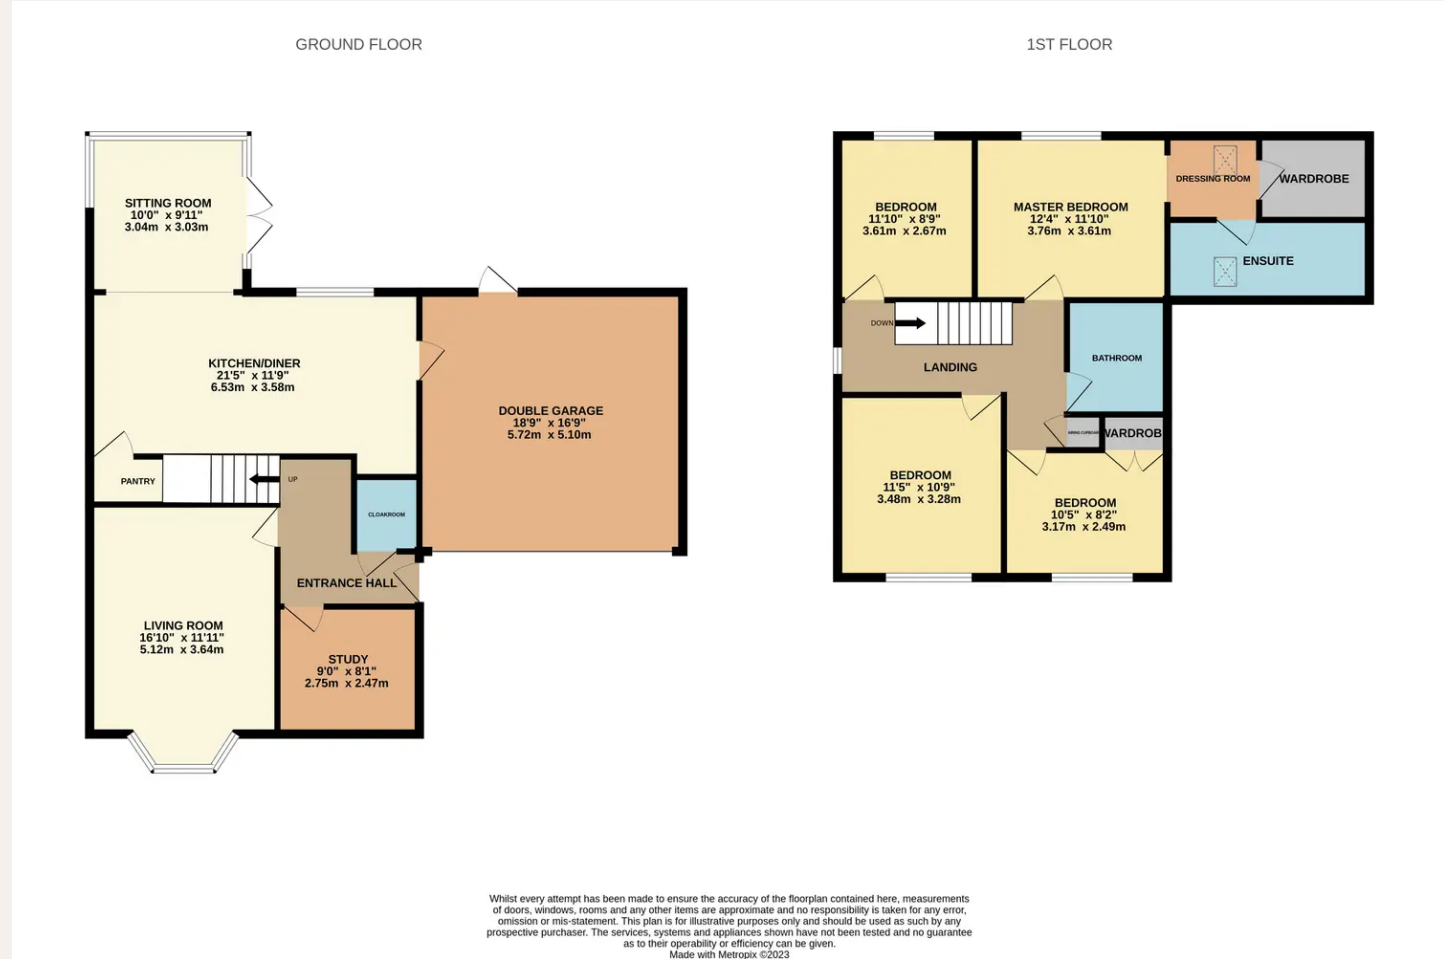 GROUND FLOOR
1ST FLOOR
SITTING ROOM
10'0" x 9'11"
3.04m x 3.03m
KITCHEN/DINER
21'5" x 11'9"
6.53m x 3.58m
DOUBLE GARAGE
18'9" x 16'9"
5.72m x 5.10m
PANTRY
UP
CLOAKROOM
ENTRANCE HALL
LIVING ROOM
16'10" x 11'11"
5.12m x 3.64m
STUDY
9'0" x 8'1"
2.75m x 2.47m
BEDROOM
11'10" x 8'9"
3.61m x 2.67m
MASTER BEDROOM
12'4" x 11'10"
3.76m x 3.61m
DRESSING ROOM
WARDROBE
ENSUITE
DOWN
LANDING
BATHROOM
AIRING CUPBOARD
WARDROB
BEDROOM
11'5" x 10'9"
3.48m x 3.28m
BEDROOM
10'5" x 8'2"
3.17m x 2.49m
Whilst every attempt has been made to ensure the accuracy of the floorplan contained here, measurements
of doors, windows, rooms and any other items are approximate and no responsibility is taken for any error,
omission or mis-statement. This plan is for illustrative purposes only and should be used as such by any
prospective purchaser. The services, systems and appliances shown have not been tested and no guarantee
as to their operability or efficiency can be given.
Made with Metropix ©2023